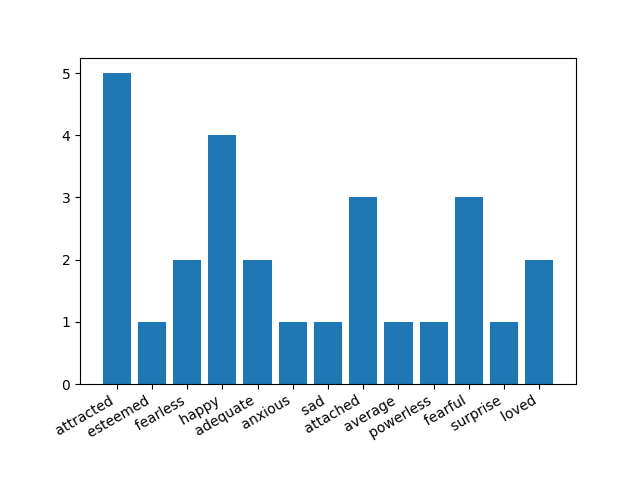 5
4
3
2
1
0
attracted
esteemed
fearless
happy
adequate
anxious
sad
attached
average
powerless
fearful
surprise
loved